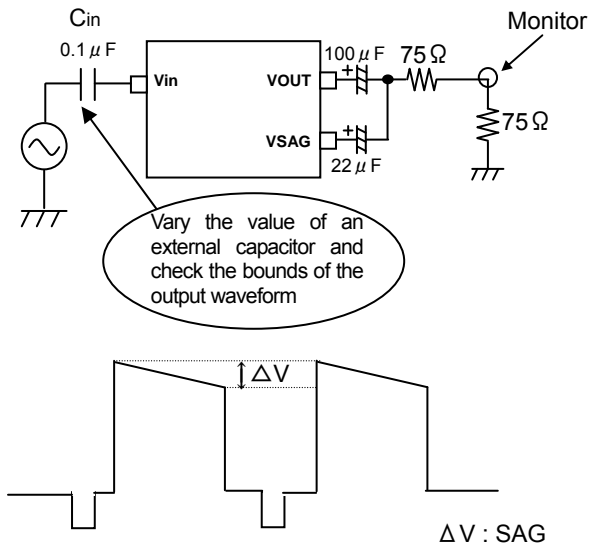 Cin
Monitor
0.1μF
100μF
75Ω
Vin
VOUT
+
75Ω
VSAG
+
22μF
Vary the value of an
external capacitor and
check the bounds of the
output waveform
ΔV
ΔV : SAG